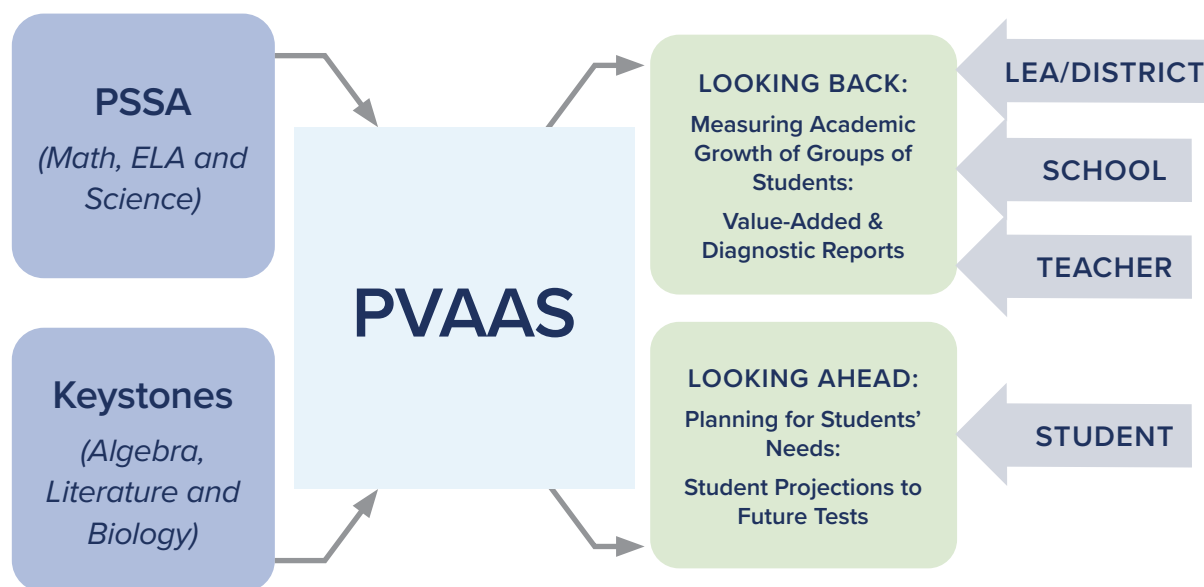 PSSA
(Math, ELA and
Science)
Keystones
(Algebra,
Literature and
Biology)
PVAAS
LOOKING BACK:
Measuring Academic
Growth of Groups of
Students:
Value-Added &
Diagnostic Reports
LOOKING AHEAD:
Planning for Students’
Needs:
Student Projections to
Future Tests
LEA/DISTRICT
SCHOOL
TEACHER
STUDENT